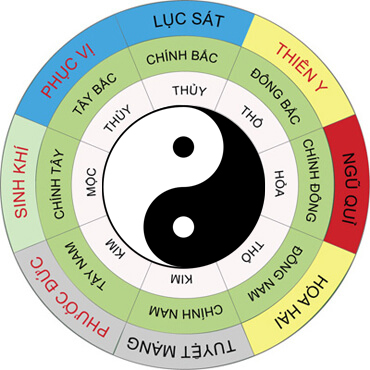 LỤC SÁT
THIÊN Y
NGŨ QUỈ
HỌA HẠI
TUYỆT MẠNG
PHƯỚC ĐỨC
SINH KHÍ
PHỤC VỊ
CHÍNH BẮC
ĐÔNG BẮC
CHÍNH ĐÔNG
ĐÔNG NAM
CHÍNH NAM
TÂY NAM
CHÍNH TÂY
TÂY BẮC
THỦY
THỔ
HỎA
THỔ
KIM
KIM
MỘC
THỦY